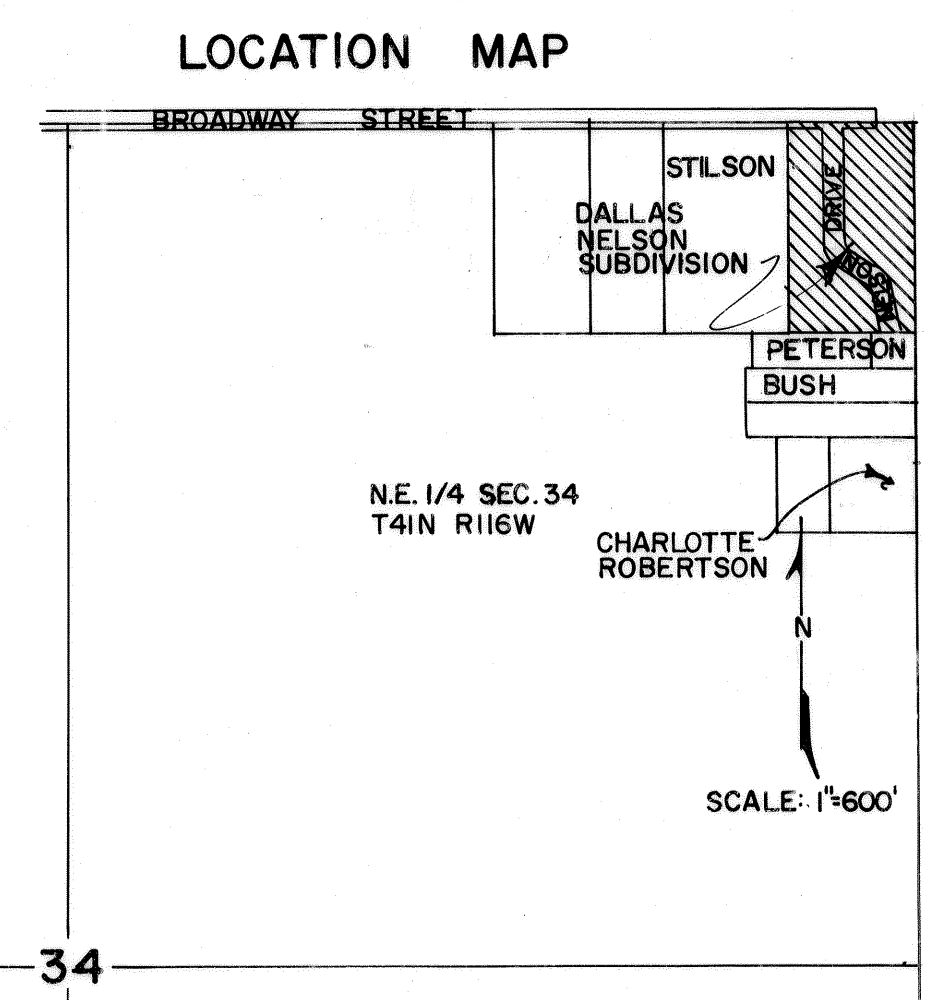 LOCATION MAP
BROADWAY STREET
STILSON
DRIVE
DALLAS
NELSON
SUBDIVISION
NELSON
PETERSON
BUSH
N.E. 1/4 SEC. 34
T41N R116W
CHARLOTTE
ROBERTSON
N
SCALE: 1"=600'
34